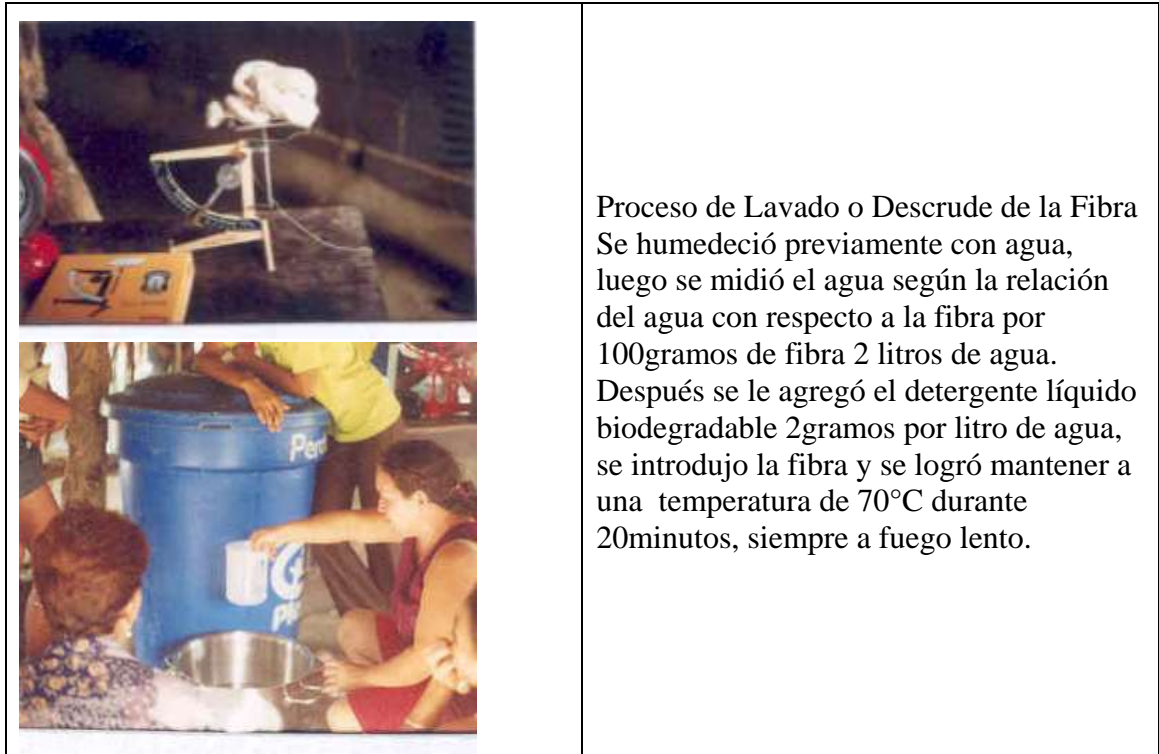 Per
Proceso de Lavado o Descrude de la Fibra
Se humedeció previamente con agua,
luego se midió el agua según la relación
del agua con respecto a la fibra por
100gramos de fibra 2 litros de agua.
Después se le agregó el detergente líquido
biodegradable 2gramos por litro de agua,
se introdujo la fibra y se logró mantener a
una  temperatura de 70°C durante
20minutos, siempre a fuego lento.